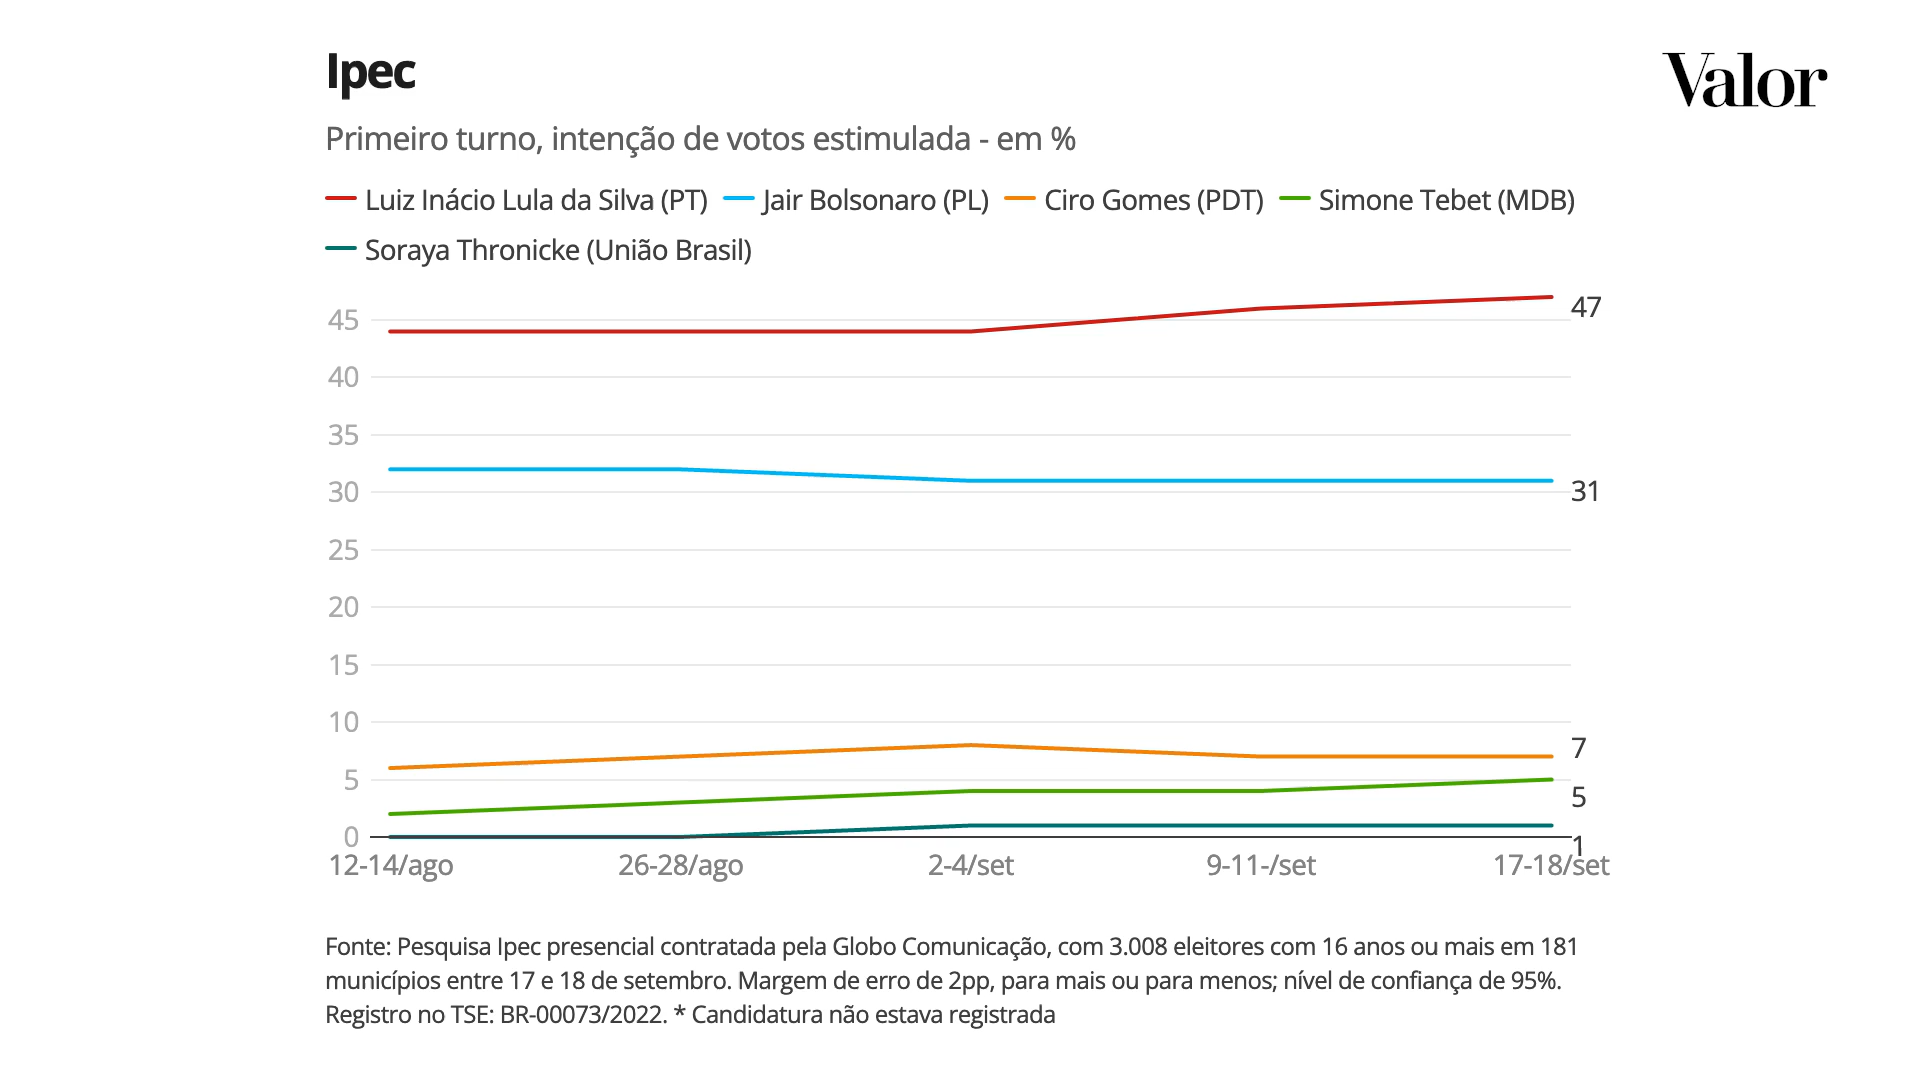 Ipec
Valor
Primeiro turno, intenção de votos estimulada - em %
Luiz Inácio Lula da Silva (PT) Jair Bolsonaro (PL) Ciro Gomes (PDT) Simone Tebet (MDB)
Soraya Thronicke (União Brasil)
47
45
40
35
31
30
25
20
15
10
7
5
5
0
1
12-14/ago 26-28/ago 2-4/set 9-11-/set 17-18/set
Fonte: Pesquisa Ipec presencial contratada pela Globo Comunicação, com 3.008 eleitores com 16 anos ou mais em 181
municípios entre 17 e 18 de setembro. Margem de erro de 2pp, para mais ou para menos; nível de confiança de 95%.
Registro no TSE: BR-00073/2022. * Candidatura não estava registrada